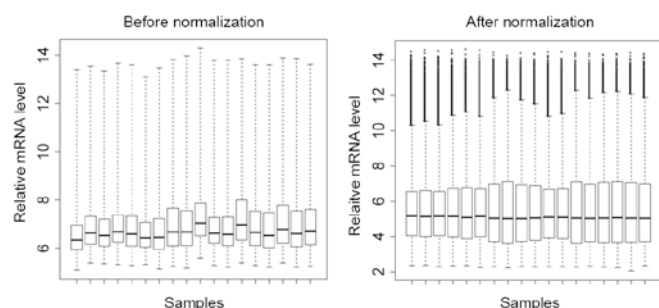 Before normalization
Relative mRNA level
14
12
10
8
6
Samples
After normalization
Relaitve mRNA level
14
12
10
8
6
4
2
Samples